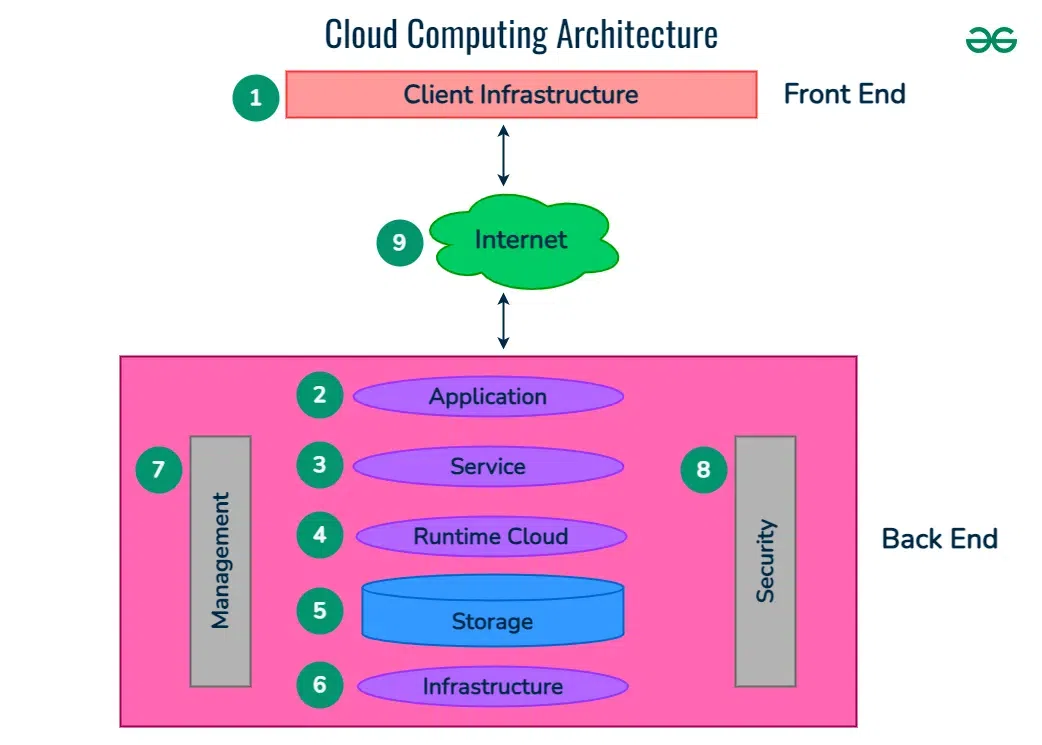 Cloud Computing Architecture
1
Client Infrastructure
Front End
9
Internet
2
Application
3
Service
7
8
4
Runtime Cloud
Management
Security
Back End
5
Storage
6
Infrastructure